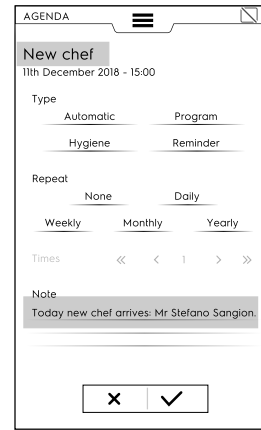 AGENDA
New chef
11th December 2018 - 15:00
Type
Automatic Program
Hygiene Reminder
Repeat
None Daily
Weekly Monthly Yearly
Times « < 1 > »
Note
Today new chef arrives: Mr Stefano Sangion.